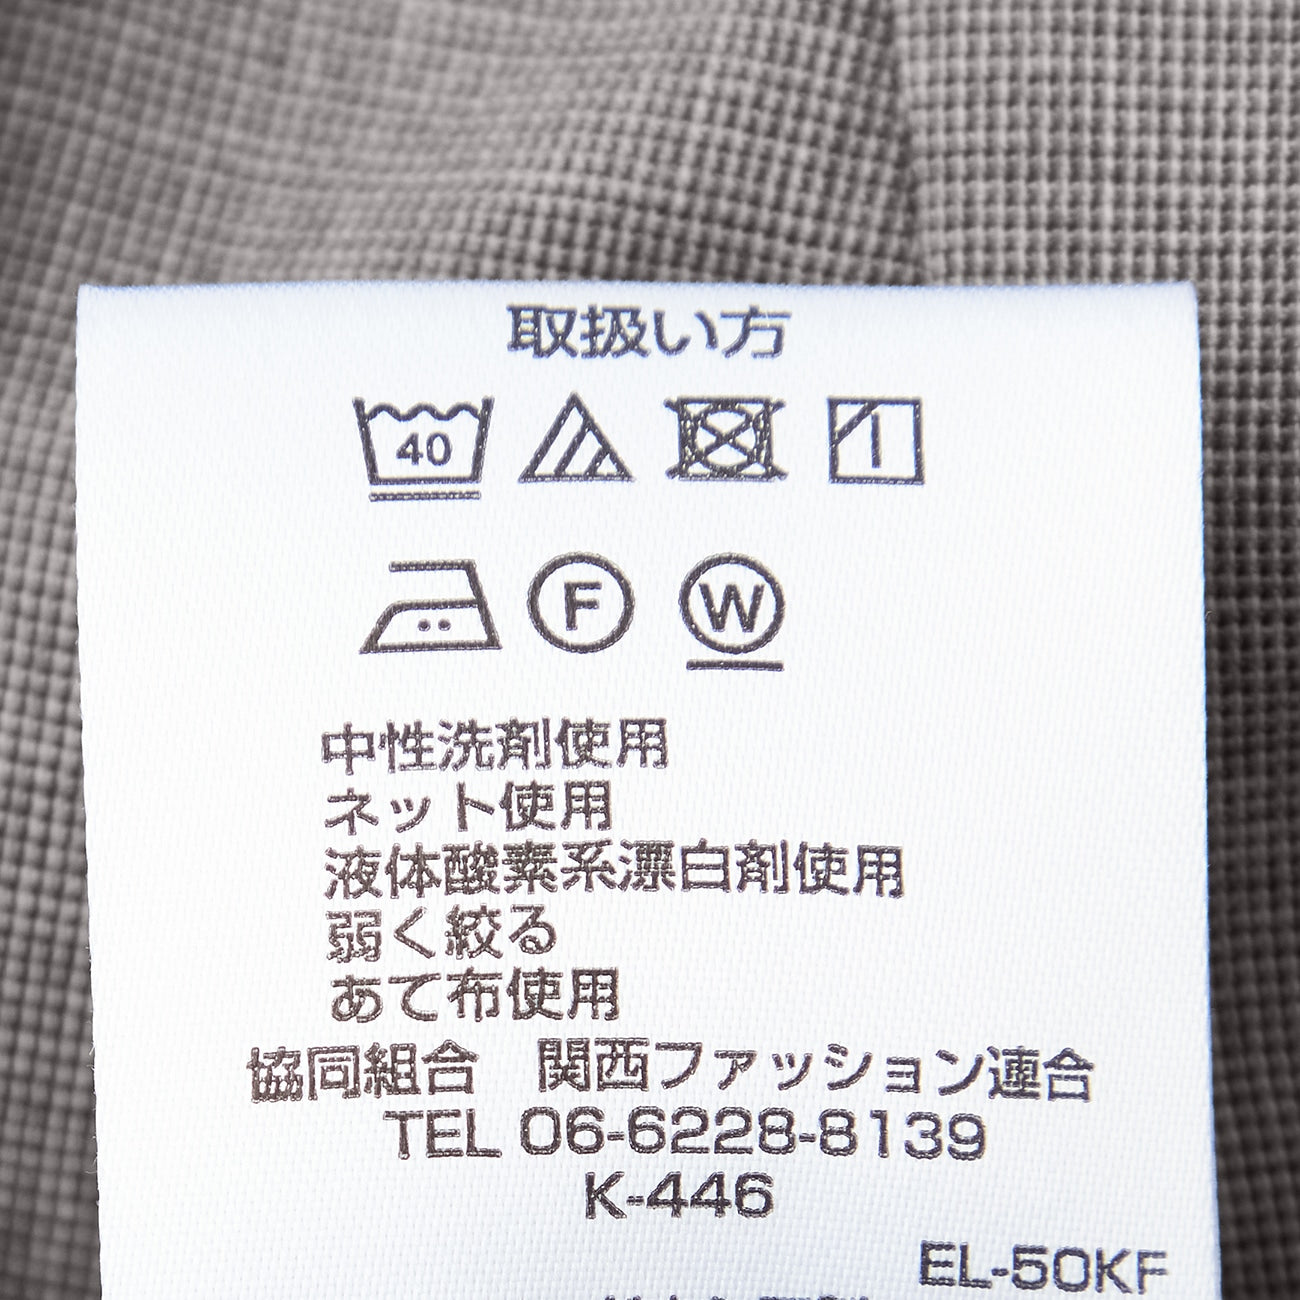 取扱い方
40
F W
中性洗剤使用
ネット使用
液体酸素系漂白剤使用
弱く絞る
あて布使用
協同組合　関西ファッション連合
TEL 06-6228-8139
K-446
EL-50KF